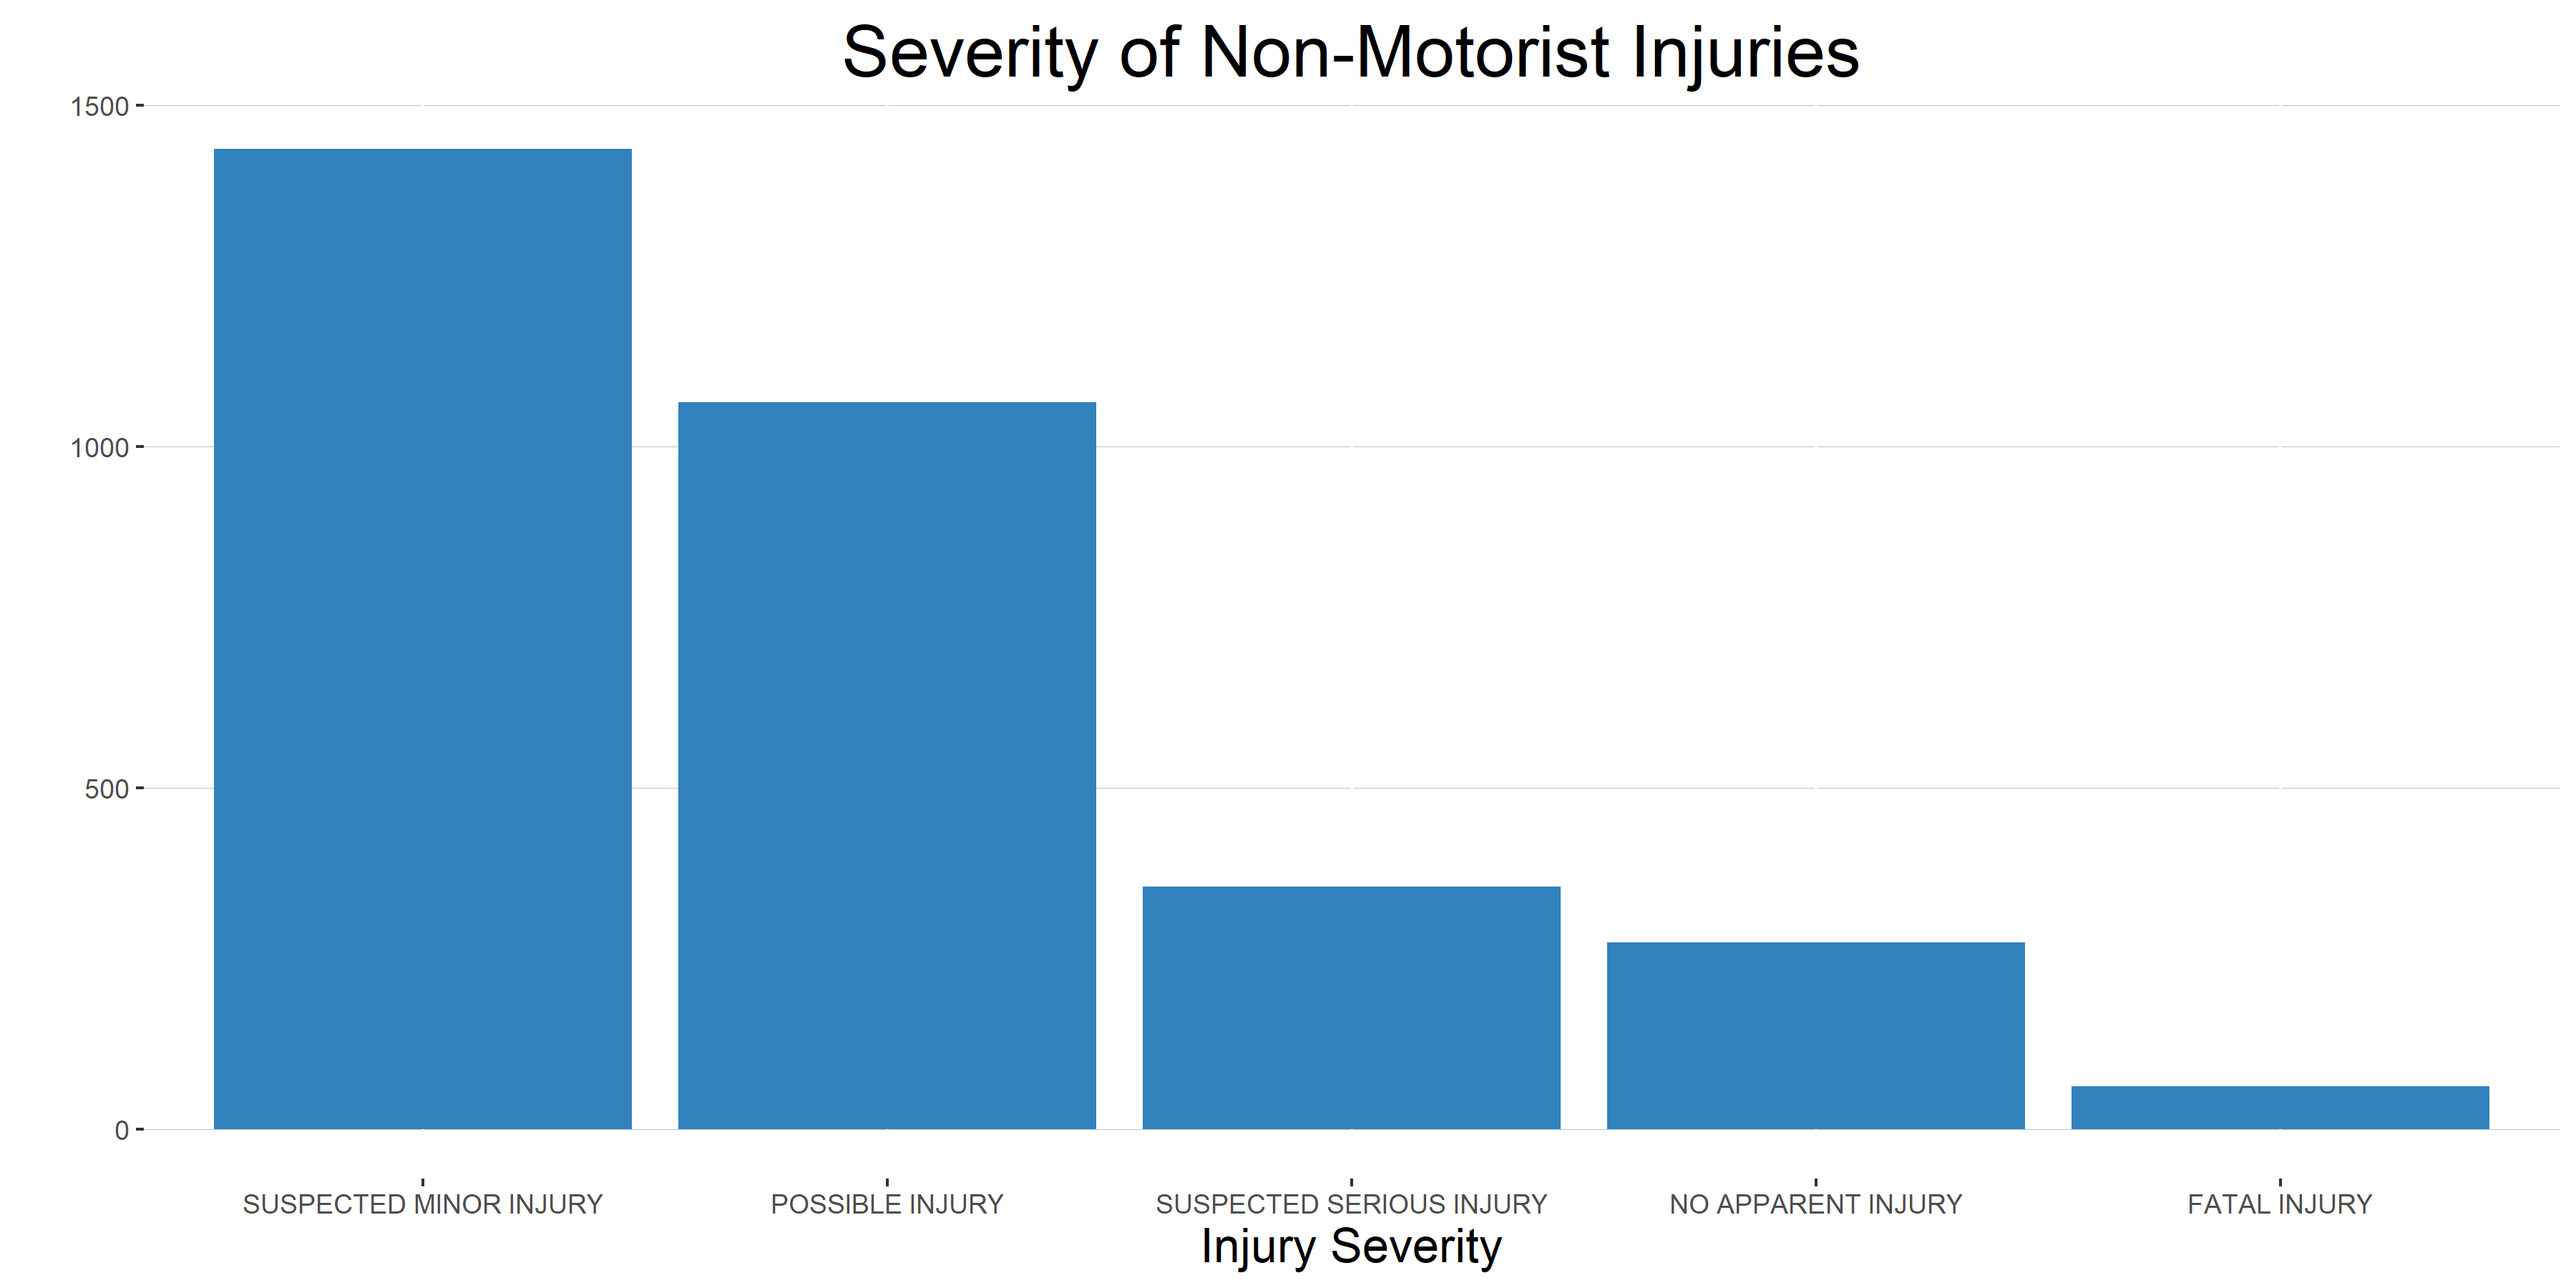 Severity of Non-Motorist Injuries
1500
1000
500
0
SUSPECTED MINOR INJURY
POSSIBLE INJURY
SUSPECTED SERIOUS INJURY
NO APPARENT INJURY
FATAL INJURY
Injury Severity